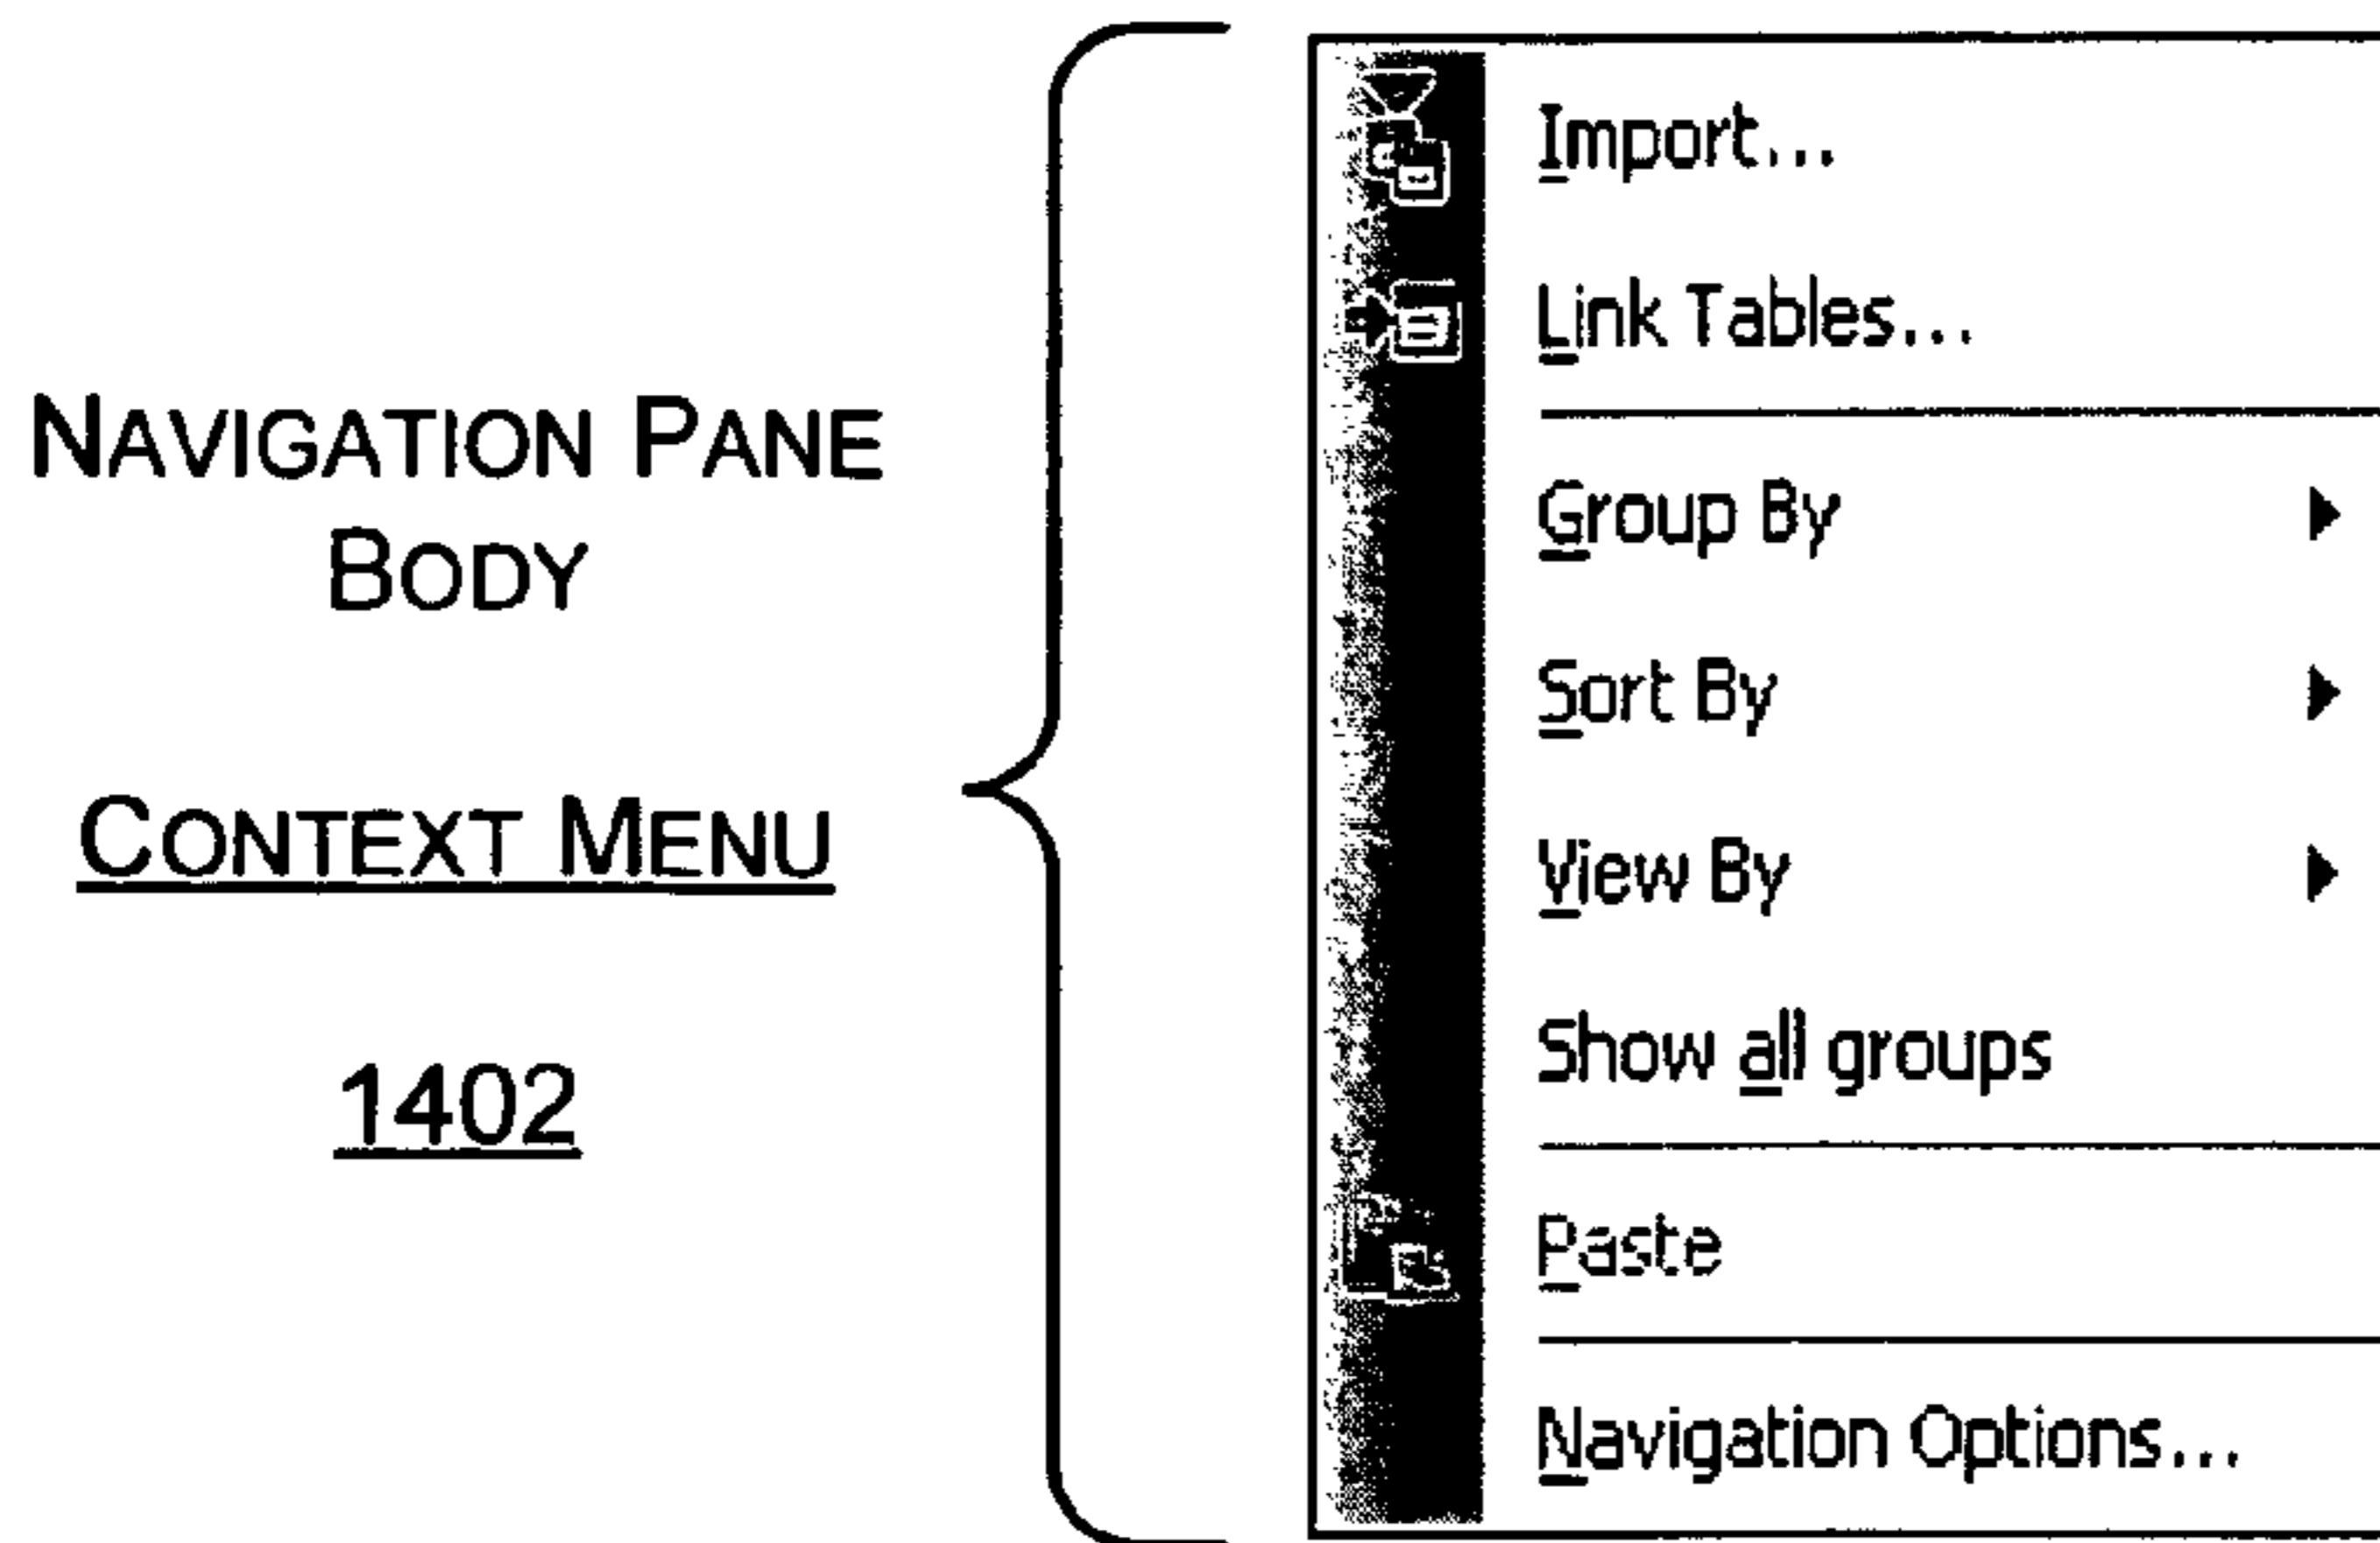 NAVIGATION PANE
BODY
CONTEXT MENU
1402
Import...
Link Tables...
Group By
Sort By
View By
Show all groups
Paste
Navigation Options...